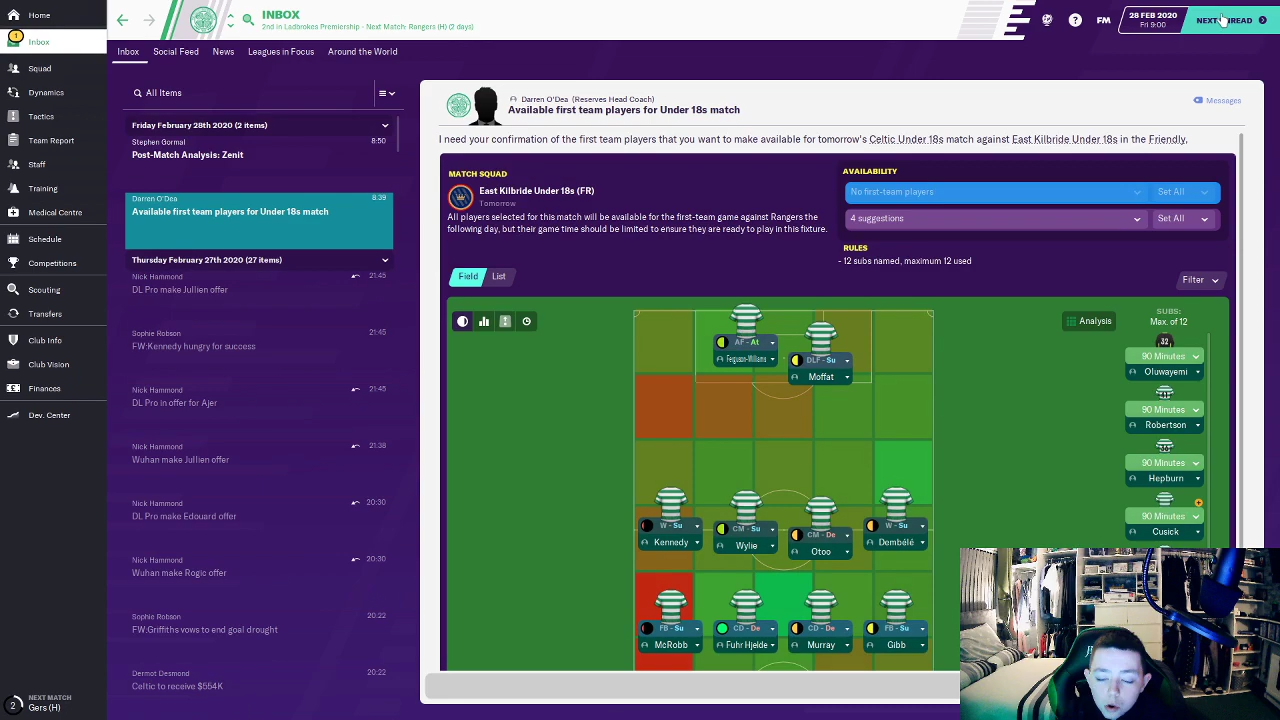 Home
INBOX
2nd in Ladbrokes Premiership - Next Match: Rangers (H) (2 days)
FM
28 FEB 2020
Fri 9:00
1
Inbox
Squad
Dynamics
Tactics
Team Report
Staff
Training
Medical Centre
Schedule
Competitions
Scouting
Transfers
Club Vision
Club Info
Finances
Dev. Center
2
NEXT MATCH
Gers (H)
Inbox
Social Feed
News
Leagues in Focus
Around the World
All Items
Friday February 28th 2020 (2 items)
Stephen Gormal
8:50
Post-Match Analysis: Zenit
Darren O'Dea
8:39
Available first team players for Under 18s match
Thursday February 27th 2020 (27 items)
Nick Hammond
21:45
DL Pro make Jullien offer
Sophie Robson
21:45
FW:Kennedy hungry for success
Nick Hammond
21:45
DL Pro in offer for Ajer
Nick Hammond
21:38
Wuhan make Jullien offer
Nick Hammond
20:30
DL Pro make Edouard offer
Nick Hammond
20:30
Wuhan make Rogic offer
Sophie Robson
20:22
FW:Griffiths vows to end goal drought
Dermot Desmond
20:22
Celtic to receive $554K
Darren O'Dea (Reserves Head Coach)
Available first team players for Under 18s match
Messages
I need your confirmation of the first team players that you want to make available for tomorrow's Celtic Under 18s match against East Kilbride Under 18s in the Friendly.
MATCH SQUAD
East Kilbride Under 18s (FR)
Tomorrow
All players selected for this match will be available for the first-team game against Rangers the
following day, but their game time should be limited to ensure they are ready to play in this fixture.
AVAILABILITY
No first-team players
Set All
4 suggestions
Set All
RULES
- 12 subs named, maximum 12 used
Field
List
Filter
Analysis
SUBS:
Max. of 12
32
90 Minutes
Oluwayemi
90 Minutes
Robertson
90 Minutes
Hepburn
90 Minutes
Cusick
AF - At
Ferguson-Williams
DLF - Su
Moffat
W - Su
Kennedy
CM - Su
Wylie
CM - De
Otoo
W - Su
Dembélé
FB - Su
McRobb
CD - De
Fuhr Hjelde
CD - De
Murray
FB - Su
Gibb